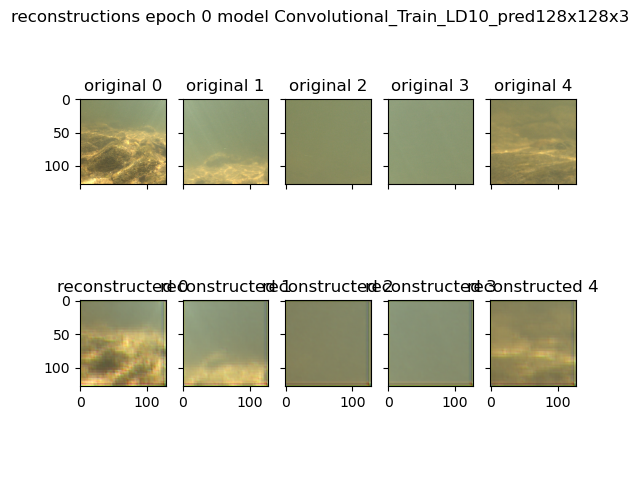 reconstructions epoch 0 model Convolutional_Train_LD10_pred128x128x3
original 0 original 1 original 2 original 3 original 4
0
50
100
reconstructed 0 reconstructed 1 reconstructed 2 reconstructed 3 reconstructed 4
0
50
100
0 100 0 100 0 100 0 100 0 100